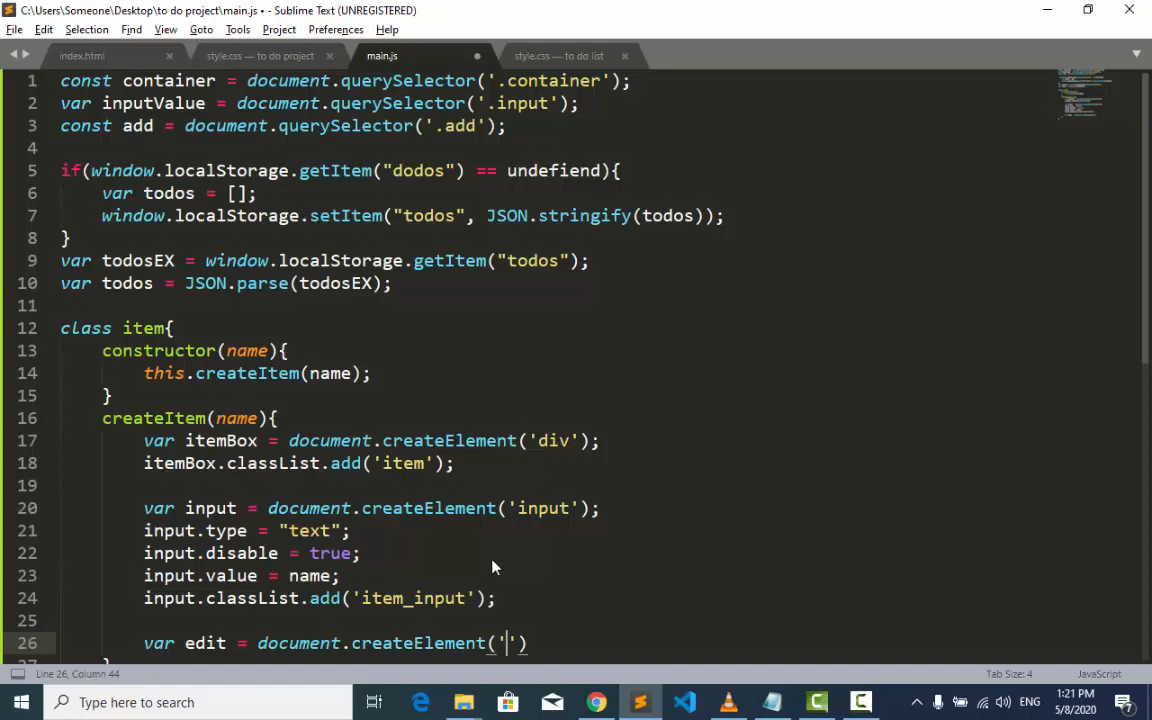 C:\Users\Someone\Desktop\to do project\main.js • - Sublime Text (UNREGISTERED)
File Edit Selection Find View Goto Tools Project Preferences Help
index.html style.css — to do project main.js style.css — to do list
1 const container = document.querySelector('.container');
2 var inputValue = document.querySelector('.input');
3 const add = document.querySelector('.add');
4
5 if(window.localStorage.getItem("dodos") == undefiend){
6 var todos = [];
7 window.localStorage.setItem("todos", JSON.stringify(todos));
8 }
9 var todosEX = window.localStorage.getItem("todos");
10 var todos = JSON.parse(todosEX);
11
12 class item{
13 constructor(name){
14 this.createItem(name);
15 }
16 createItem(name){
17 var itemBox = document.createElement('div');
18 itemBox.classList.add('item');
19
20 var input = document.createElement('input');
21 input.type = "text";
22 input.disable = true;
23 input.value = name;
24 input.classList.add('item_input');
25
26 var edit = document.createElement('')
27 }
Line 26, Column 44 Tab Size: 4 JavaScript
Type here to search ENG 1:21 PM
5/8/2020 7